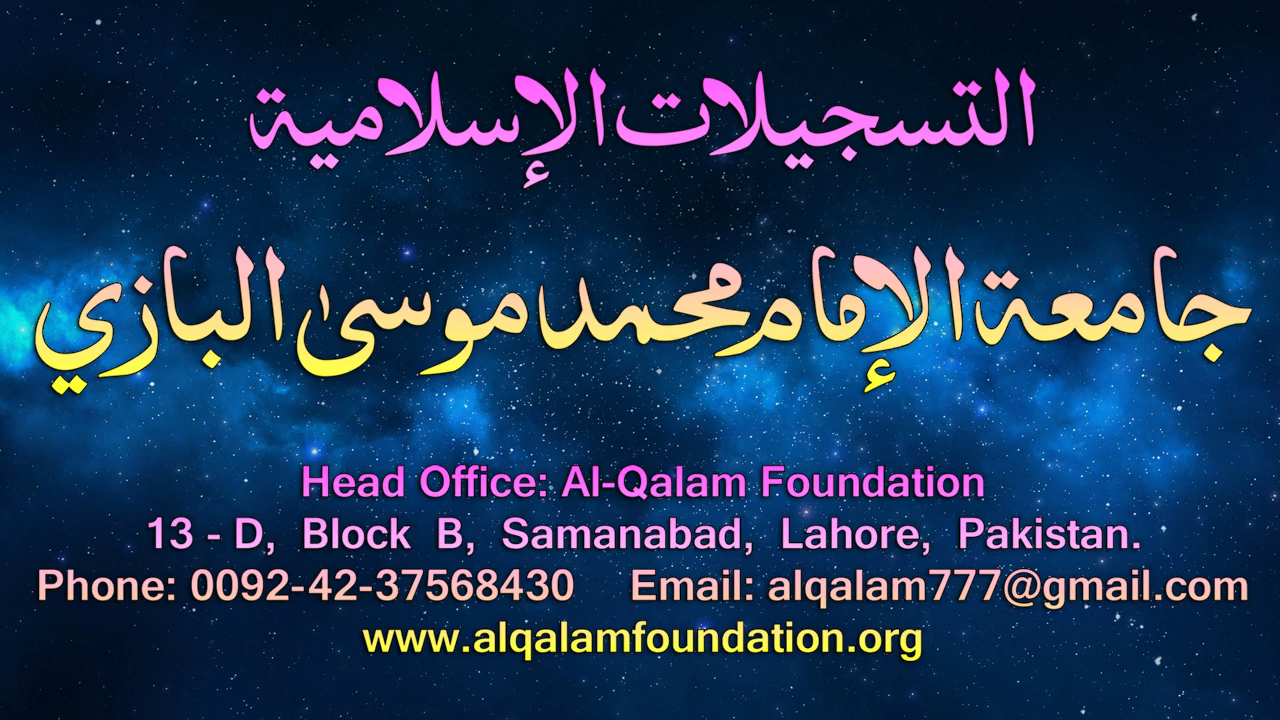 التسجيلات الإسلامية
جامعة الإمام محمد موسىٰ البازي
Head Office: Al-Qalam Foundation
13 - D, Block B, Samanabad, Lahore, Pakistan.
Phone: 0092-42-37568430 Email: alqalam777@gmail.com
www.alqalamfoundation.org